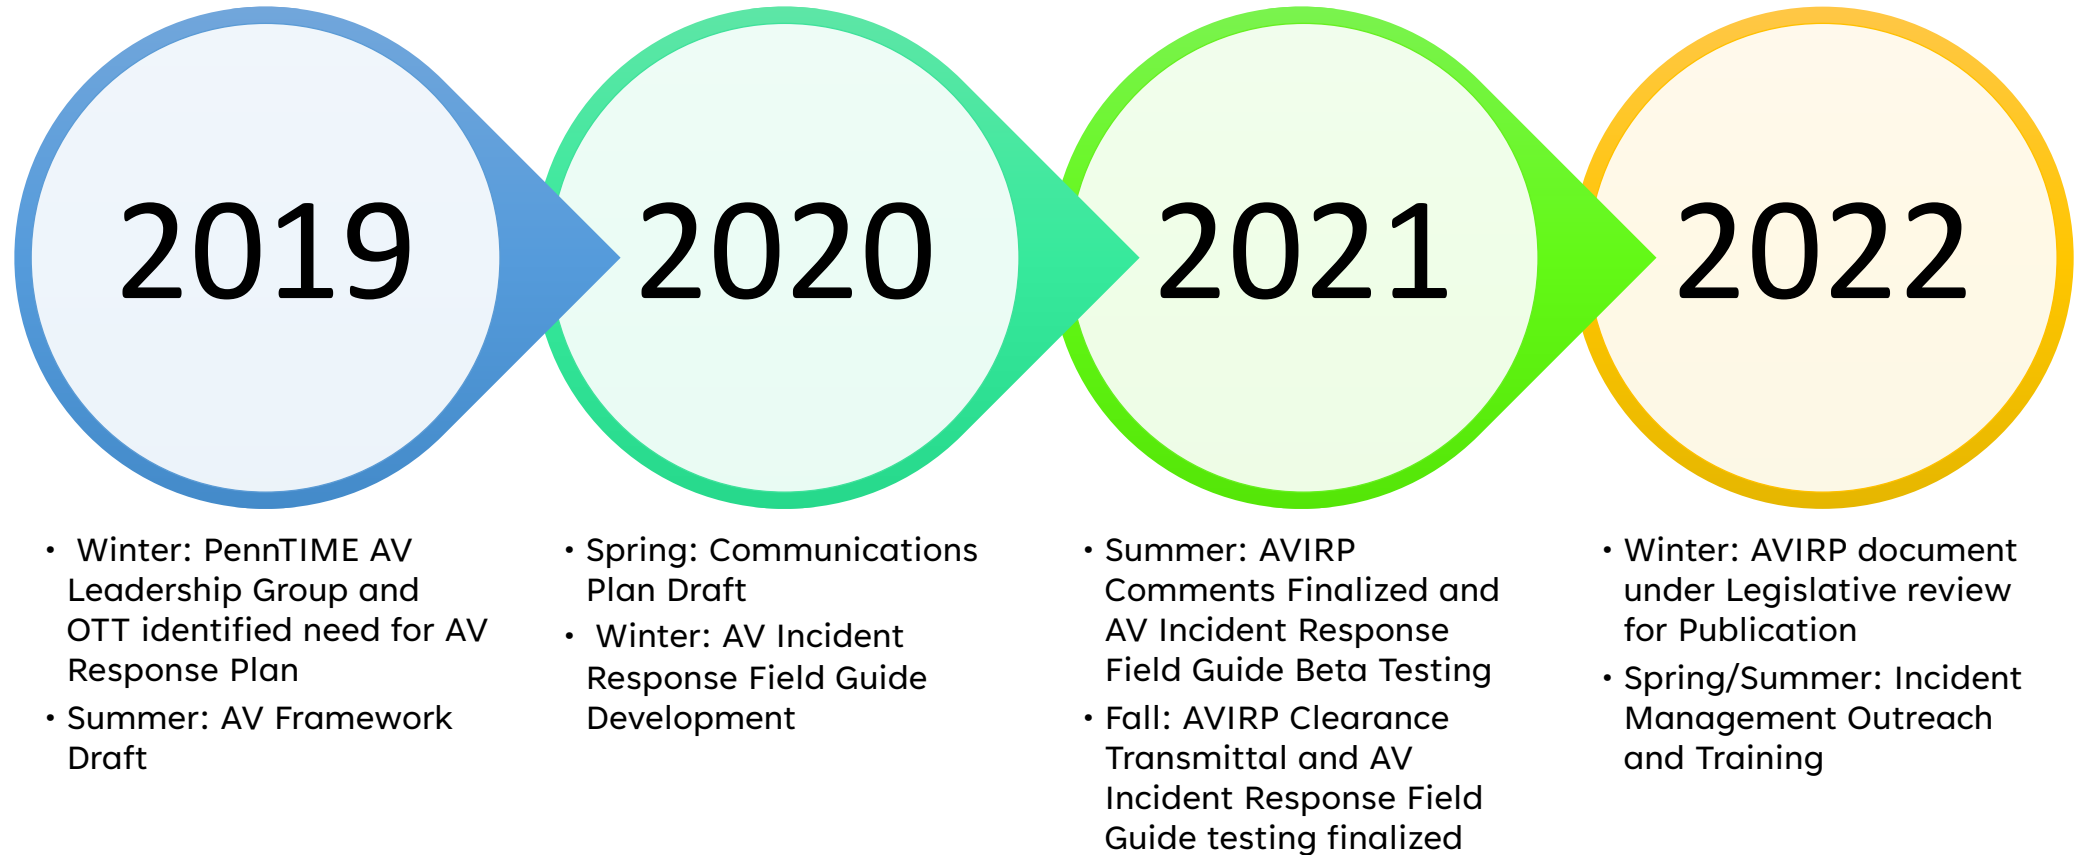 2019
2020
2021
2022
• Winter: PennTIME AV
Leadership Group and
OTT identified need for AV
Response Plan
• Summer: AV Framework
Draft
• Spring: Communications
Plan Draft
• Winter: AV Incident
Response Field Guide
Development
• Summer: AVIRP
Comments Finalized and
AV Incident Response
Field Guide Beta Testing
• Fall: AVIRP Clearance
Transmittal and AV
Incident Response Field
Guide testing finalized
• Winter: AVIRP document
under Legislative review
for Publication
• Spring/Summer: Incident
Management Outreach
and Training